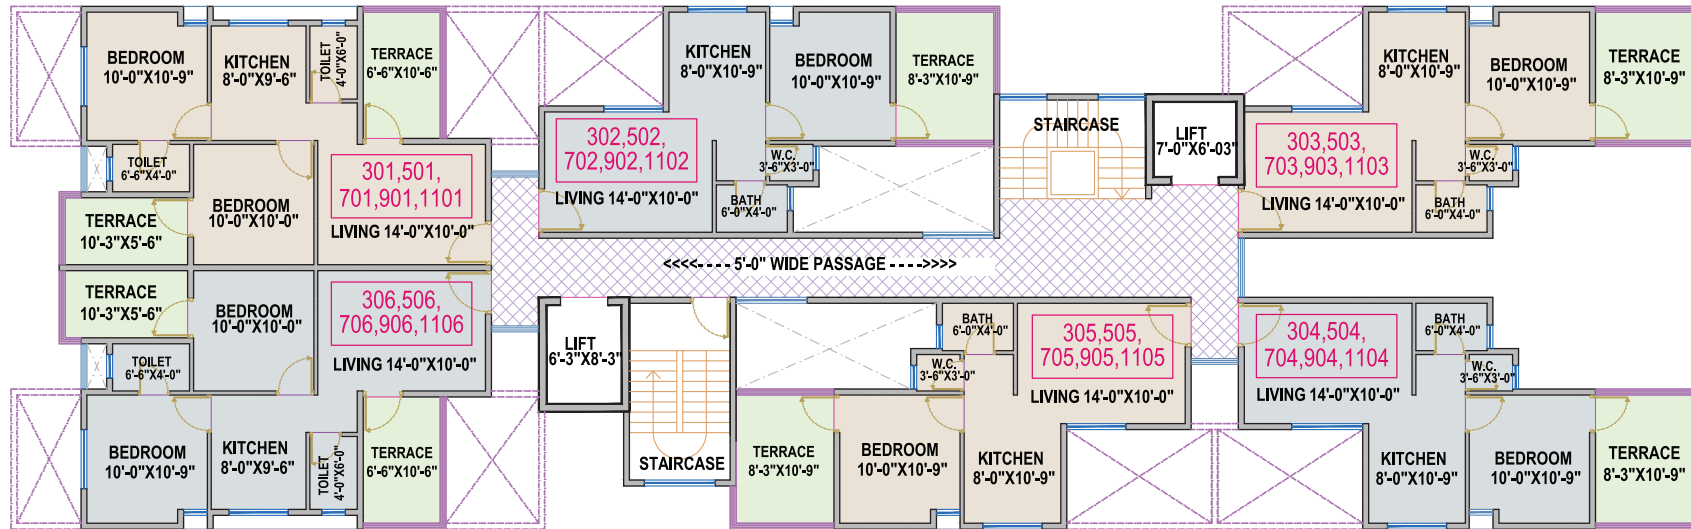 BEDROOM
10'-0"X10'-9"
KITCHEN
8'-0"X9'-6"
TOILET
4'-0"X6'-0"
TERRACE
6'-6"X10'-6"
TOILET
6'-6"X4'-0"
BEDROOM
10'-0"X10'-0"
TERRACE
10'-3"X5'-6"
301,501,
701,901,1101
LIVING 14'-0"X10'-0"
KITCHEN
8'-0"X10'-9"
BEDROOM
10'-0"X10'-9"
TERRACE
8'-3"X10'-9"
302,502,
702,902,1102
LIVING 14'-0"X10'-0"
W.C.
3'-6"X3'-0"
BATH
6'-0"X4'-0"
STAIRCASE
LIFT
7'-0"X6'-03"
KITCHEN
8'-0"X10'-9"
BEDROOM
10'-0"X10'-9"
TERRACE
8'-3"X10'-9"
303,503,
703,903,1103
LIVING 14'-0"X10'-0"
W.C.
3'-6"X3'-0"
BATH
6'-0"X4'-0"
<<<<---- 5'-0" WIDE PASSAGE ---->>>>
TERRACE
10'-3"X5'-6"
BEDROOM
10'-0"X10'-0"
306,506,
706,906,1106
LIVING 14'-0"X10'-0"
TOILET
6'-6"X4'-0"
BEDROOM
10'-0"X10'-9"
KITCHEN
8'-0"X9'-6"
TOILET
4'-0"X6'-0"
TERRACE
6'-6"X10'-6"
LIFT
6'-3"X8'-3"
STAIRCASE
BATH
6'-0"X4'-0"
W.C.
3'-6"X3'-0"
305,505,
705,905,1105
LIVING 14'-0"X10'-0"
TERRACE
8'-3"X10'-9"
BEDROOM
10'-0"X10'-9"
KITCHEN
8'-0"X10'-9"
304,504,
704,904,1104
LIVING 14'-0"X10'-0"
BATH
6'-0"X4'-0"
W.C.
3'-6"X3'-0"
KITCHEN
8'-0"X10'-9"
BEDROOM
10'-0"X10'-9"
TERRACE
8'-3"X10'-9"